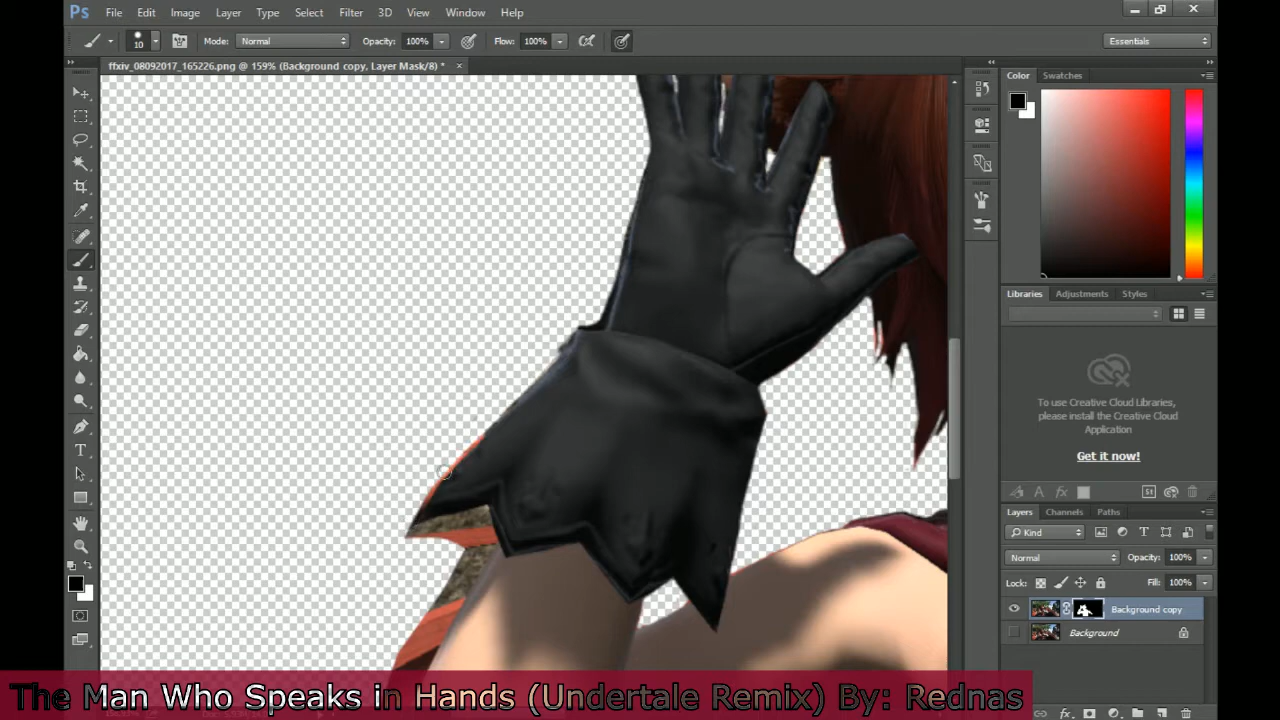 Ps File Edit Image Layer Type Select Filter 3D View Window Help
10 Mode: Normal Opacity: 100% Flow: 100% Essentials
ffxiv_08092017_165226.png @ 159% (Background copy, Layer Mask/8) *
Color Swatches
Libraries Adjustments Styles
To use Creative Cloud Libraries,
please install the Creative Cloud
Application
Get it now!
Layers Channels Paths
Kind
Normal Opacity: 100%
Lock: Fill: 100%
Background copy
Background
The Man Who Speaks in Hands (Undertale Remix) By: Rednas